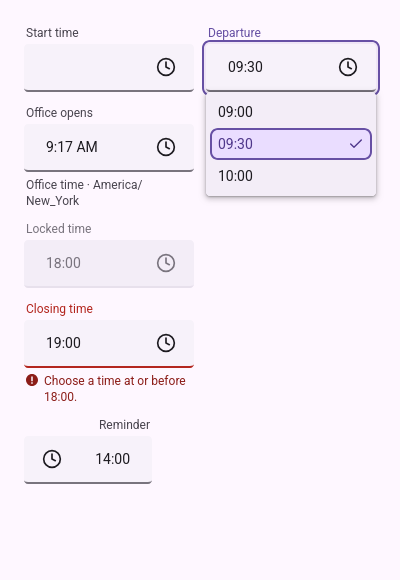 Start time
Departure
09:30
09:00
09:30
10:00
Office opens
9:17 AM
Office time · America/
New_York
Locked time
18:00
Closing time
19:00
Choose a time at or before
18:00.
Reminder
14:00